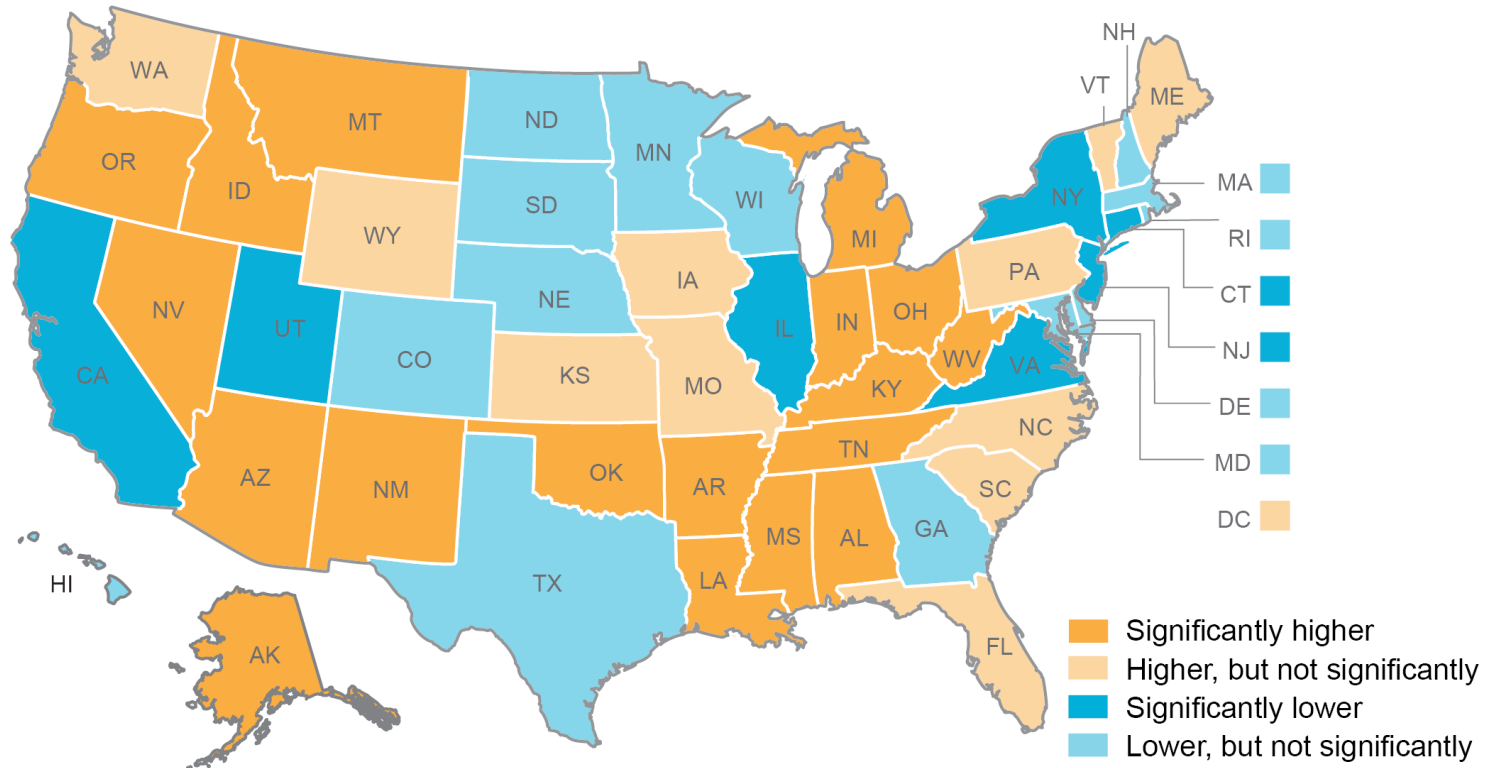 NH
VT
ME
WA
MT
ND
MN
OR
ID
SD
WI
NY
MA
WY
MI
RI
IA
PA
CT
NV
NE
UT
IL
IN
OH
NJ
CO
WV
VA
CA
KS
MO
KY
DE
NC
TN
MD
AZ
NM
OK
AR
SC
DC
MS
AL
GA
HI
TX
LA
AK
FL
Significantly higher
Higher, but not significantly
Significantly lower
Lower, but not significantly